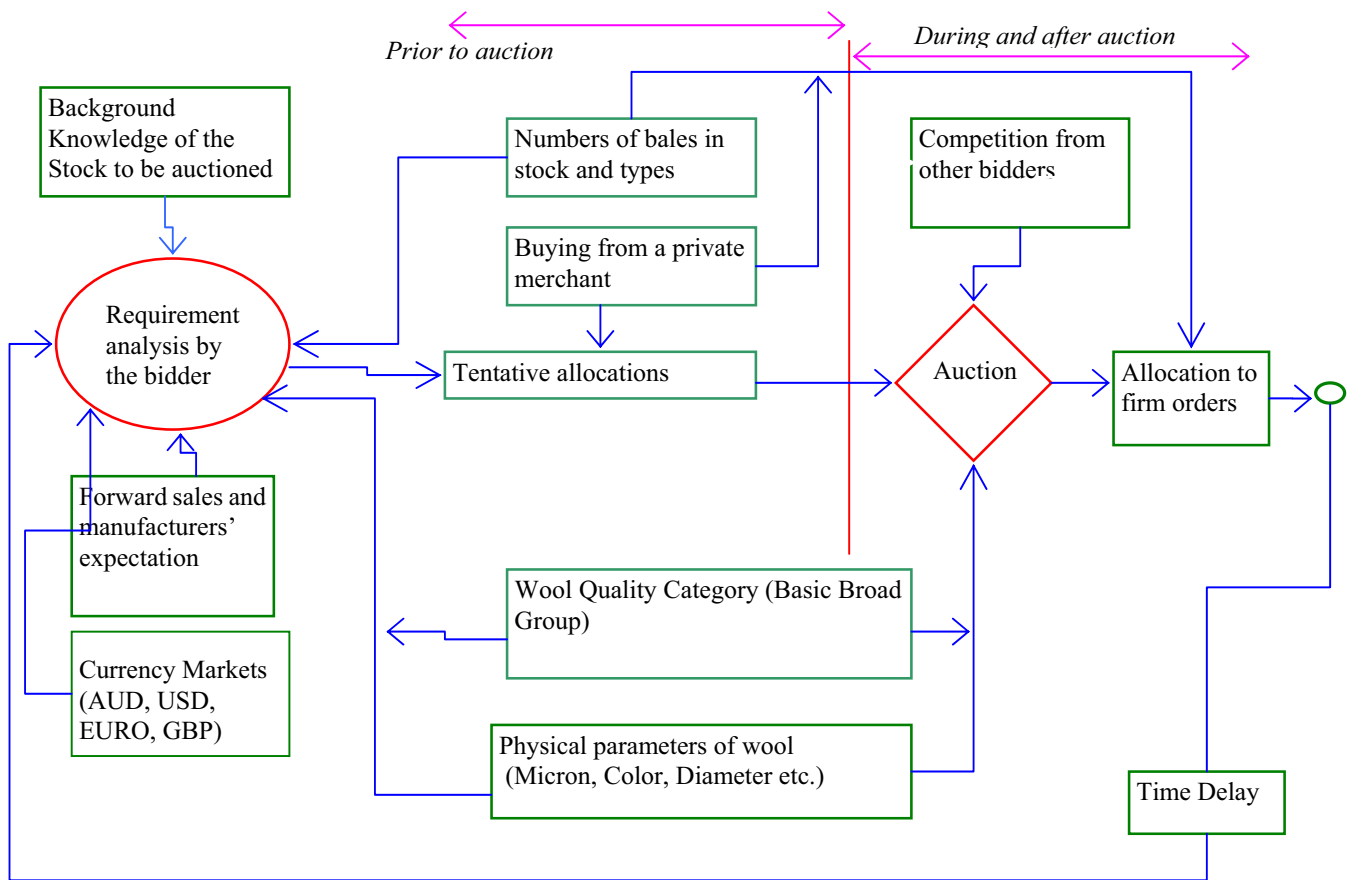 Prior to auction
During and after auction
Background
Knowledge of the
Stock to be auctioned
Numbers of bales in
stock and types
Competition from
other bidders
Buying from a private
merchant
Requirement
analysis by
the bidder
Tentative allocations
Auction
Allocation to
firm orders
Forward sales and
manufacturers’
expectation
Wool Quality Category (Basic Broad
Group)
Currency Markets
(AUD, USD,
EURO, GBP)
Physical parameters of wool
(Micron, Color, Diameter etc.)
Time Delay